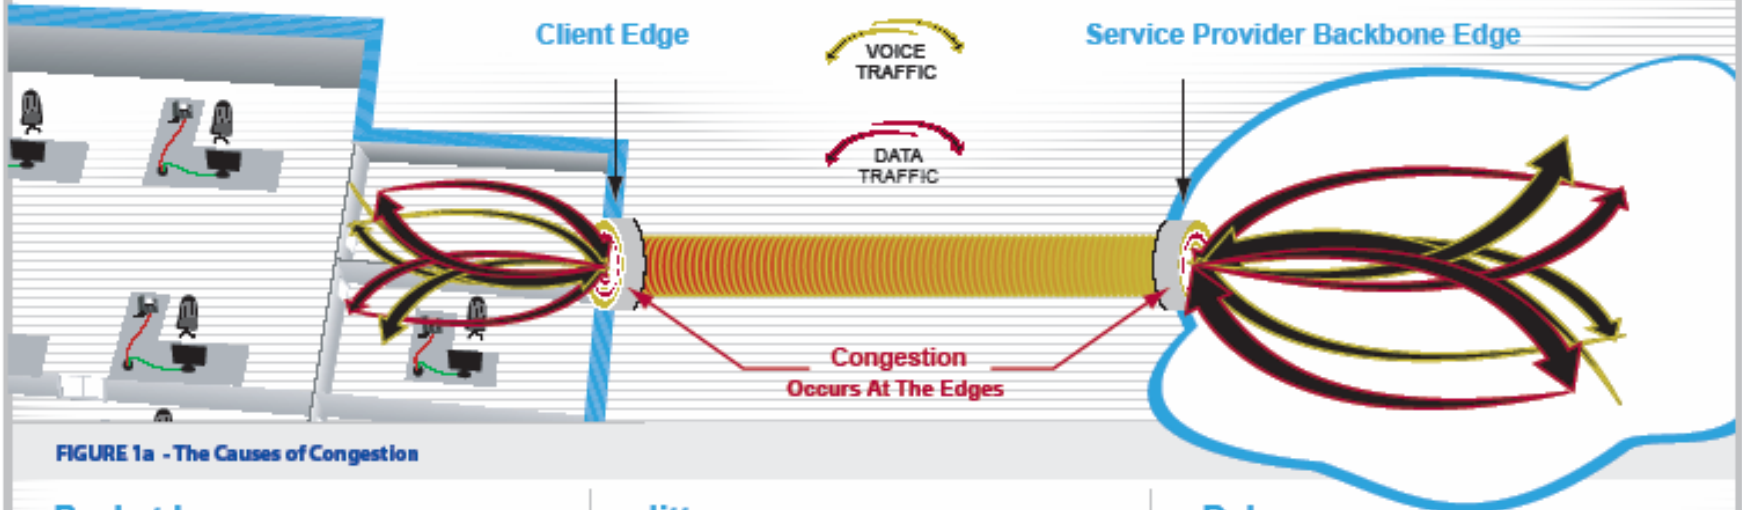 Client Edge
VOICE
TRAFFIC
Service Provider Backbone Edge
DATA
TRAFFIC
Congestion
Occurs At The Edges
FIGURE 1a - The Causes of Congestion